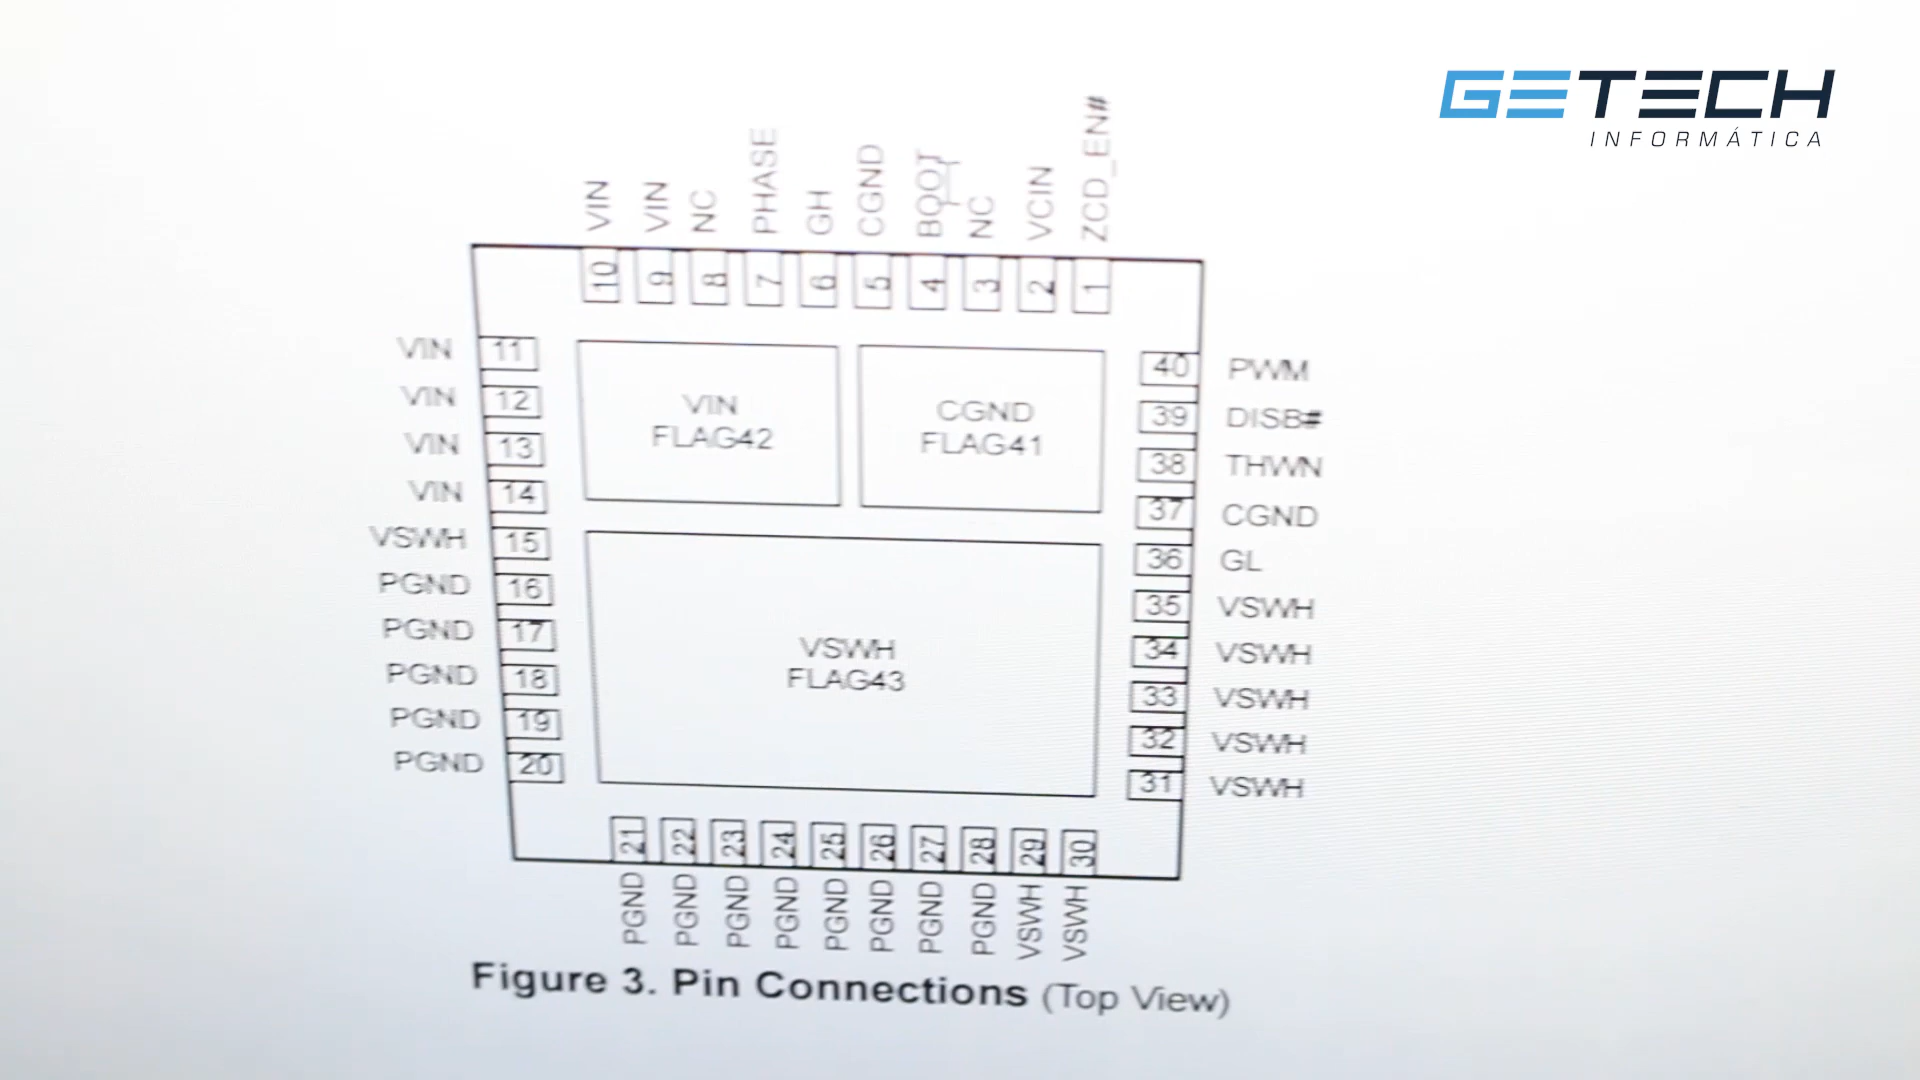 GETECH
INFORMÁTICA
VIN
VIN
NC
PHASE
GH
CGND
BOOT
NC
VCIN
ZCD_EN#
10
9
8
7
6
5
4
3
2
1
VIN 11
VIN 12
VIN 13
VIN 14
VSWH 15
PGND 16
PGND 17
PGND 18
PGND 19
PGND 20
VIN
FLAG42
CGND
FLAG41
VSWH
FLAG43
40 PWM
39 DISB#
38 THWN
37 CGND
36 GL
35 VSWH
34 VSWH
33 VSWH
32 VSWH
31 VSWH
21
22
23
24
25
26
27
28
29
30
PGND
PGND
PGND
PGND
PGND
PGND
PGND
PGND
VSWH
VSWH
Figure 3. Pin Connections (Top View)